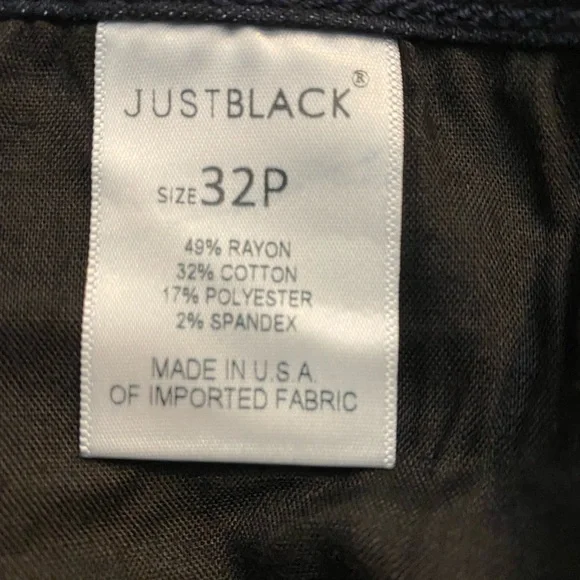 JUSTBLACK®
SIZE 32P
49% RAYON
32% COTTON
17% POLYESTER
2% SPANDEX
MADE IN U.S.A.
OF IMPORTED FABRIC